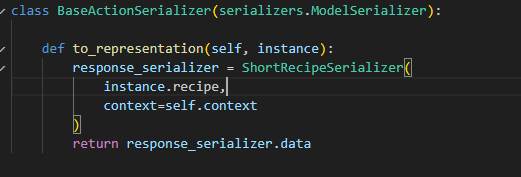 class BaseActionSerializer(serializers.ModelSerializer):
def to_representation(self, instance):
response_serializer = ShortRecipeSerializer(
instance.recipe,
context=self.context
)
return response_serializer.data